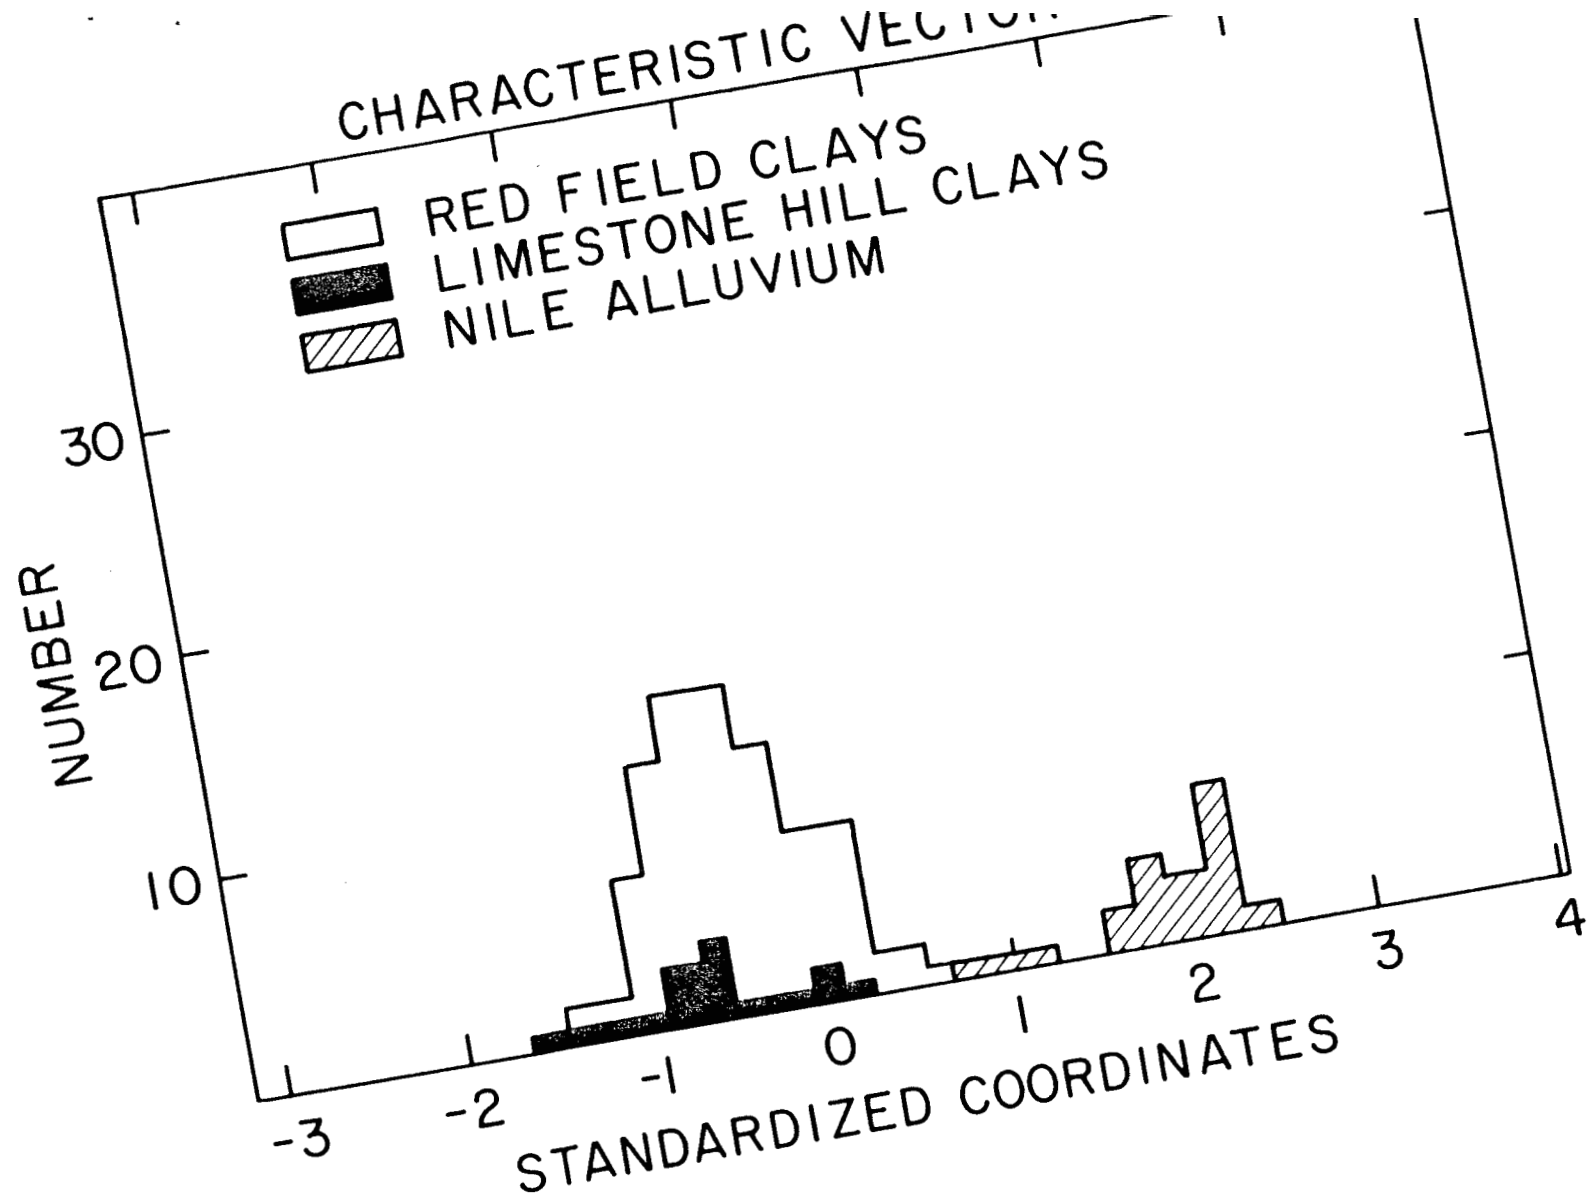 CHARACTERISTIC VECTOR
RED FIELD CLAYS
LIMESTONE HILL CLAYS
NILE ALLUVIUM
30
20
10
NUMBER
-3
-2
-1
0
1
2
3
4
STANDARDIZED COORDINATES